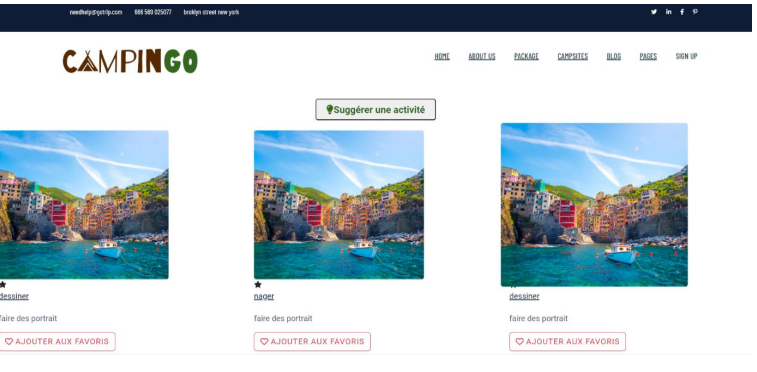 needhelp@gotrip.com 666 569 025077 broklyn street new york
CAMPINGO
HOME ABOUT US PACKAGE CAMPSITES BLOG PAGES SIGN UP
Suggérer une activité
dessiner nager dessiner
faire des portrait faire des portrait faire des portrait
AJOUTER AUX FAVORIS AJOUTER AUX FAVORIS AJOUTER AUX FAVORIS